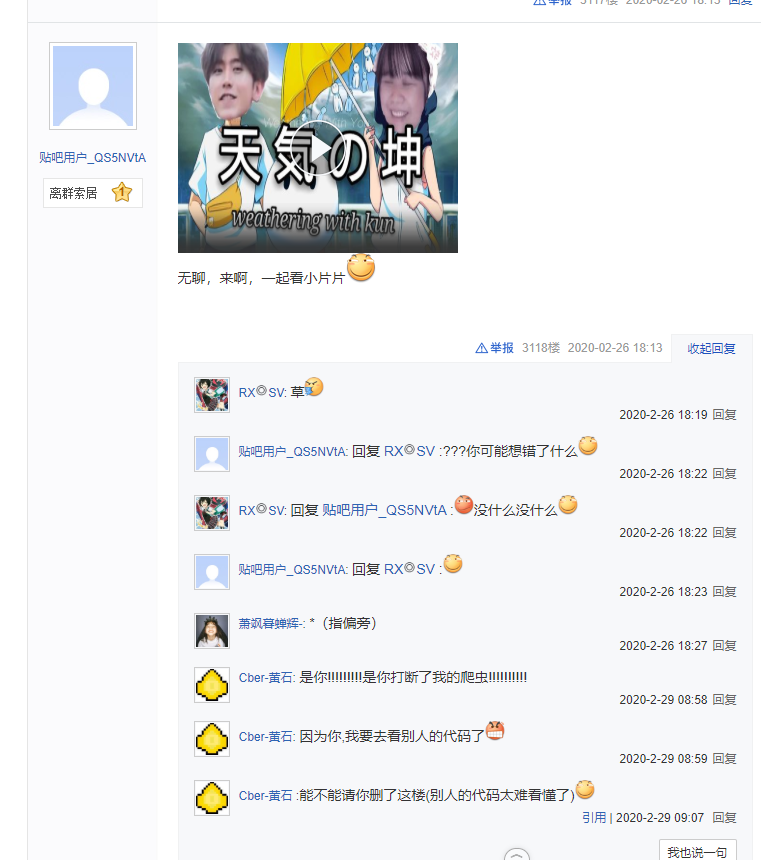 举报 3117楼 2020-02-26 18:13 回复
贴吧用户_QS5NVtA
离群索居 1
天気の坤
weathering with kun
无聊，来啊，一起看小片片
举报 3118楼 2020-02-26 18:13 收起回复
RX◎SV: 草
2020-2-26 18:19 回复
贴吧用户_QS5NVtA: 回复 RX◎SV :???你可能想错了什么
2020-2-26 18:22 回复
RX◎SV: 回复 贴吧用户_QS5NVtA :没什么没什么
2020-2-26 18:22 回复
贴吧用户_QS5NVtA: 回复 RX◎SV :
2020-2-26 18:23 回复
萧飒暮蝉辉-: *（指偏旁）
2020-2-26 18:27 回复
Cber-萤石: 是你!!!!!!!!!是你打断了我的爬虫!!!!!!!!!!
2020-2-29 08:58 回复
Cber-萤石: 因为你,我要去看别人的代码了
2020-2-29 08:59 回复
Cber-萤石 :能不能请你删了这楼(别人的代码太难看懂了)
引用 | 2020-2-29 09:07 回复
我也说一句